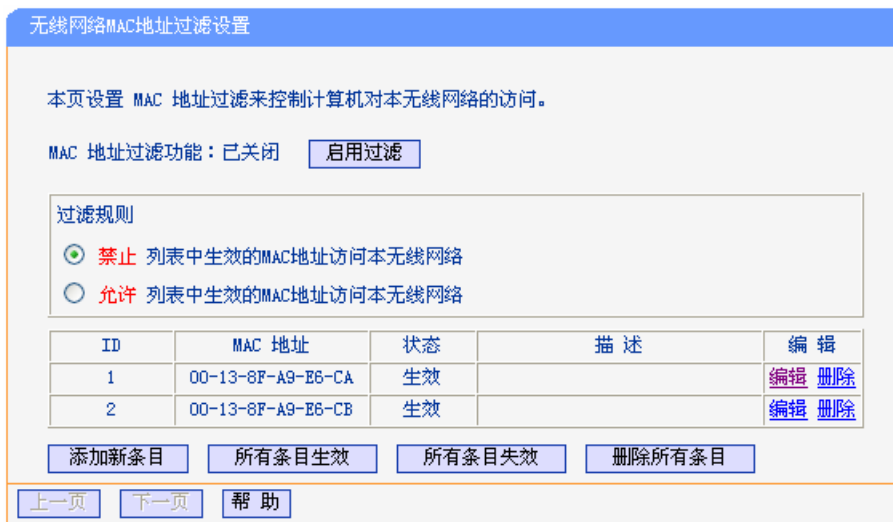 无线网络MAC地址过滤设置
本页设置 MAC 地址过滤来控制计算机对本无线网络的访问。
MAC 地址过滤功能：已关闭 启用过滤
过滤规则
禁止 列表中生效的MAC地址访问本无线网络
允许 列表中生效的MAC地址访问本无线网络
ID MAC 地址 状态 描 述 编 辑
1 00-13-8F-A9-E6-CA 生效 编辑 删除
2 00-13-8F-A9-E6-CB 生效 编辑 删除
添加新条目 所有条目生效 所有条目失效 删除所有条目
上一页 下一页 帮 助